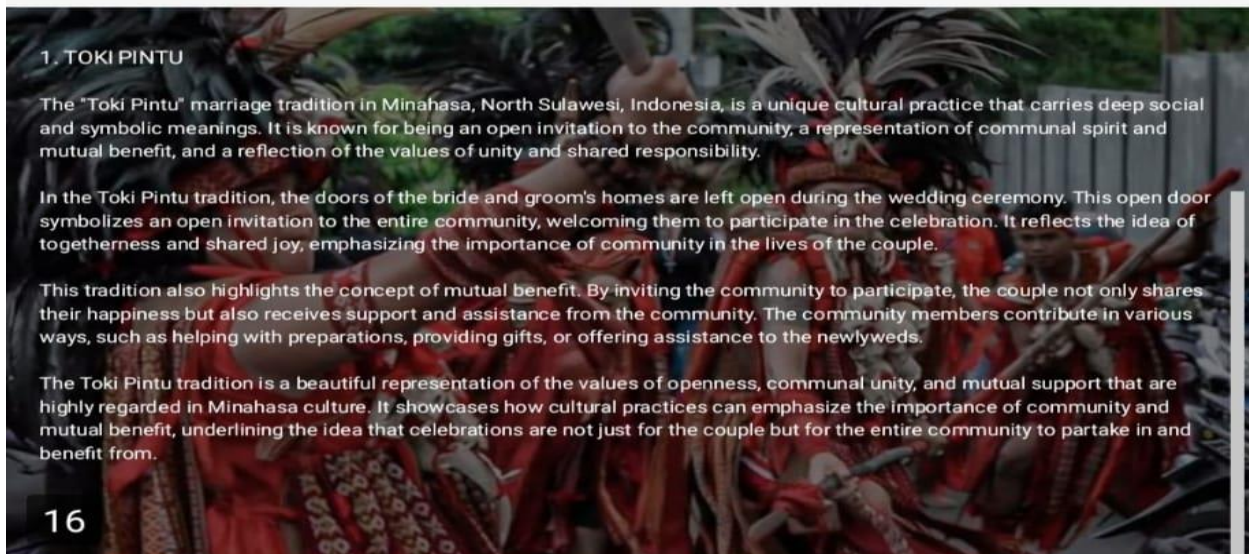 1. TOKI PINTU
The "Toki Pintu" marriage tradition in Minahasa, North Sulawesi, Indonesia, is a unique cultural practice that carries deep social
and symbolic meanings. It is known for being an open invitation to the community, a representation of communal spirit and
mutual benefit, and a reflection of the values of unity and shared responsibility.
In the Toki Pintu tradition, the doors of the bride and groom's homes are left open during the wedding ceremony. This open door
symbolizes an open invitation to the entire community, welcoming them to participate in the celebration. It reflects the idea of
togetherness and shared joy, emphasizing the importance of community in the lives of the couple.
This tradition also highlights the concept of mutual benefit. By inviting the community to participate, the couple not only shares
their happiness but also receives support and assistance from the community. The community members contribute in various
ways, such as helping with preparations, providing gifts, or offering assistance to the newlyweds.
The Toki Pintu tradition is a beautiful representation of the values of openness, communal unity, and mutual support that are
highly regarded in Minahasa culture. It showcases how cultural practices can emphasize the importance of community and
mutual benefit, underlining the idea that celebrations are not just for the couple but for the entire community to partake in and
benefit from.
16